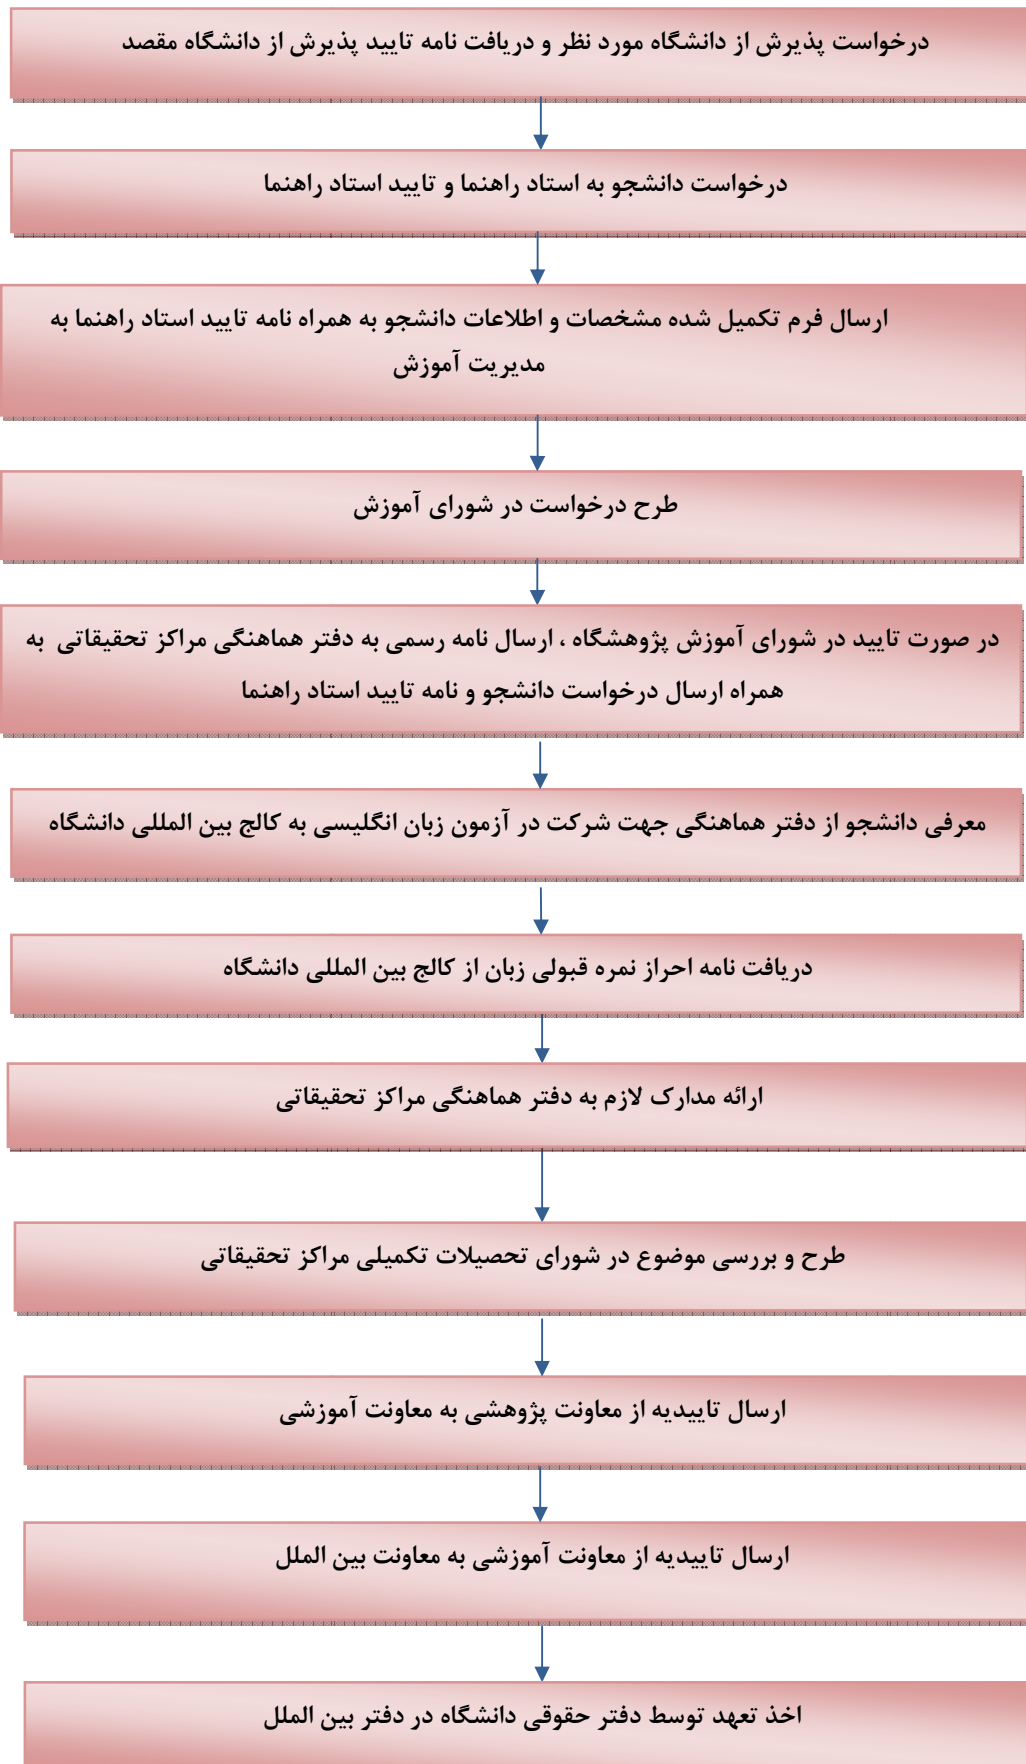 درخواست پذیرش از دانشگاه مورد نظر و دریافت نامه تایید پذیرش از دانشگاه مقصد
درخواست دانشجو به استاد راهنما و تایید استاد راهنما
ارسال فرم تکمیل شده مشخصات و اطلاعات دانشجو به همراه نامه تایید استاد راهنما به
مدیریت آموزش
طرح درخواست در شورای آموزش
در صورت تایید در شورای آموزش پژوهشگاه ، ارسال نامه رسمی به دفتر هماهنگی مراکز تحقیقاتی به
همراه ارسال درخواست دانشجو و نامه تایید استاد راهنما
معرفی دانشجو از دفتر هماهنگی جهت شرکت در آزمون زبان انگلیسی به کالج بین المللی دانشگاه
دریافت نامه احراز نمره قبولی زبان از کالج بین المللی دانشگاه
ارائه مدارک لازم به دفتر هماهنگی مراکز تحقیقاتی
طرح و بررسی موضوع در شورای تحصیلات تکمیلی مراکز تحقیقاتی
ارسال تاییدیه از معاونت پژوهشی به معاونت آموزشی
ارسال تاییدیه از معاونت آموزشی به معاونت بین الملل
اخذ تعهد توسط دفتر حقوقی دانشگاه در دفتر بین الملل